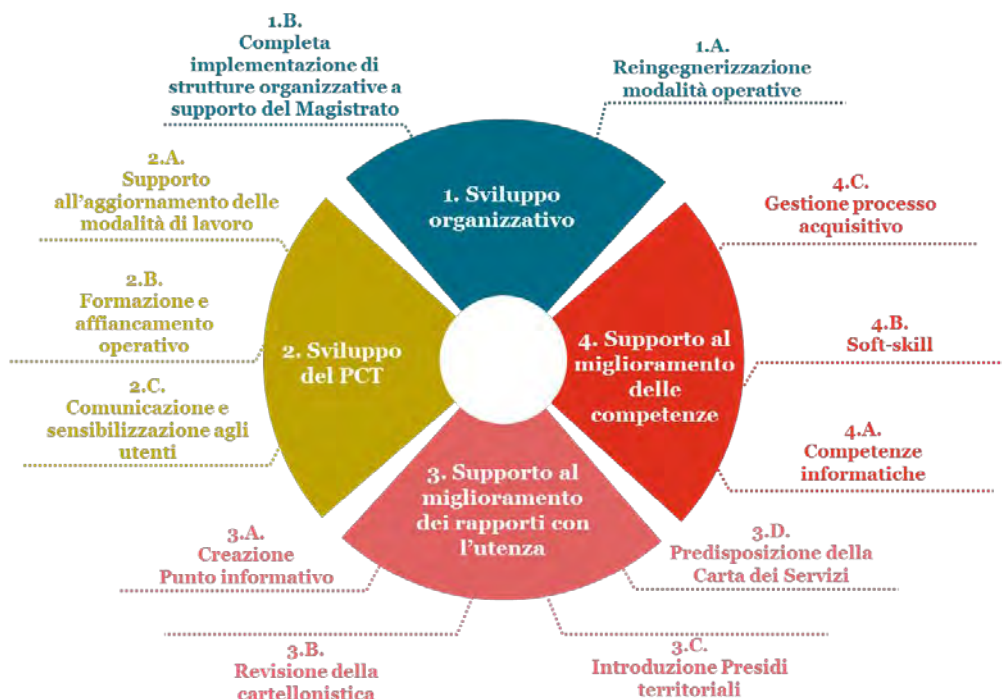 1.B.
Completa
implementazione di
strutture organizzative a
supporto del Magistrato
1.A.
Reingegnerizzazione
modalità operative
2.A.
Supporto
all'aggiornamento delle
modalità di lavoro
2.B.
Formazione e
affiancamento
operativo
2.C.
Comunicazione e
sensibilizzazione agli
utenti
1. Sviluppo
organizzativo
2. Sviluppo
del PCT
4. Supporto al
miglioramento
delle
competenze
3. Supporto al
miglioramento
dei rapporti con
l'utenza
4.C.
Gestione processo
acquisitivo
4.B.
Soft-skill
4.A.
Competenze
informatiche
3.A.
Creazione
Punto informativo
3.B.
Revisione della
cartellonistica
3.D.
Predisposizione della
Carta dei Servizi
3.C.
Introduzione Presidi
territoriali